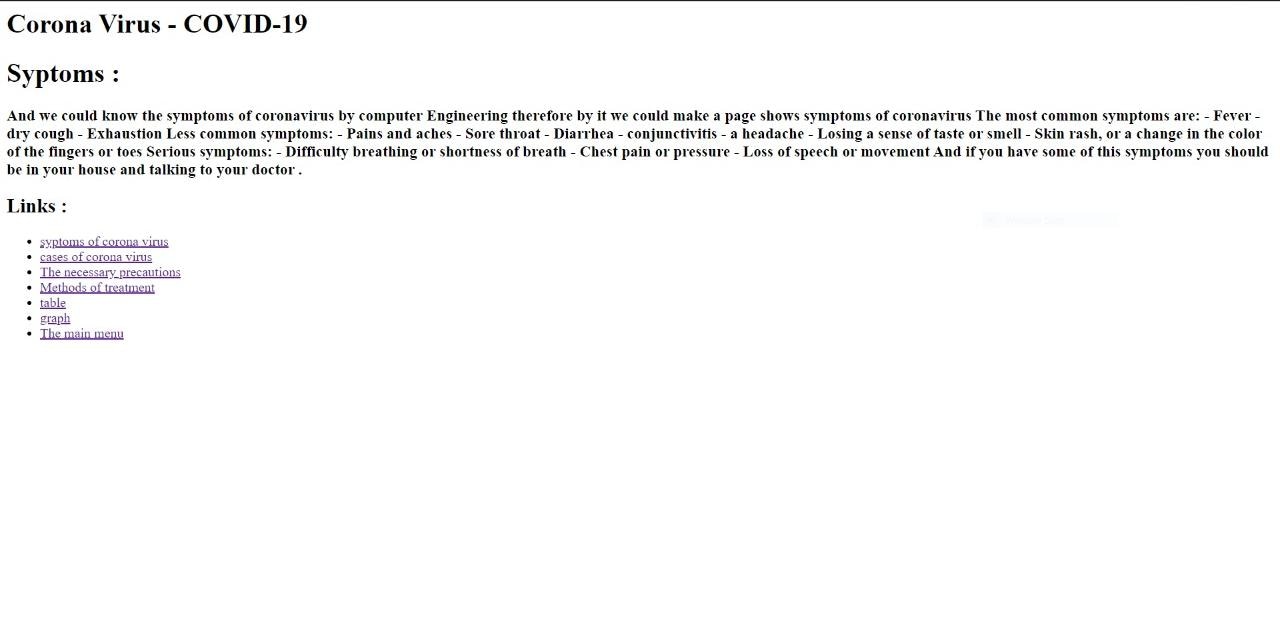 Corona Virus - COVID-19
Syptoms :
And we could know the symptoms of coronavirus by computer Engineering therefore by it we could make a page shows symptoms of coronavirus The most common symptoms are: - Fever -
dry cough - Exhaustion Less common symptoms: - Pains and aches - Sore throat - Diarrhea - conjunctivitis - a headache - Losing a sense of taste or smell - Skin rash, or a change in the color
of the fingers or toes Serious symptoms: - Difficulty breathing or shortness of breath - Chest pain or pressure - Loss of speech or movement And if you have some of this symptoms you should
be in your house and talking to your doctor .
Links :
syptoms of corona virus
cases of corona virus
The necessary precautions
Methods of treatment
table
graph
The main menu